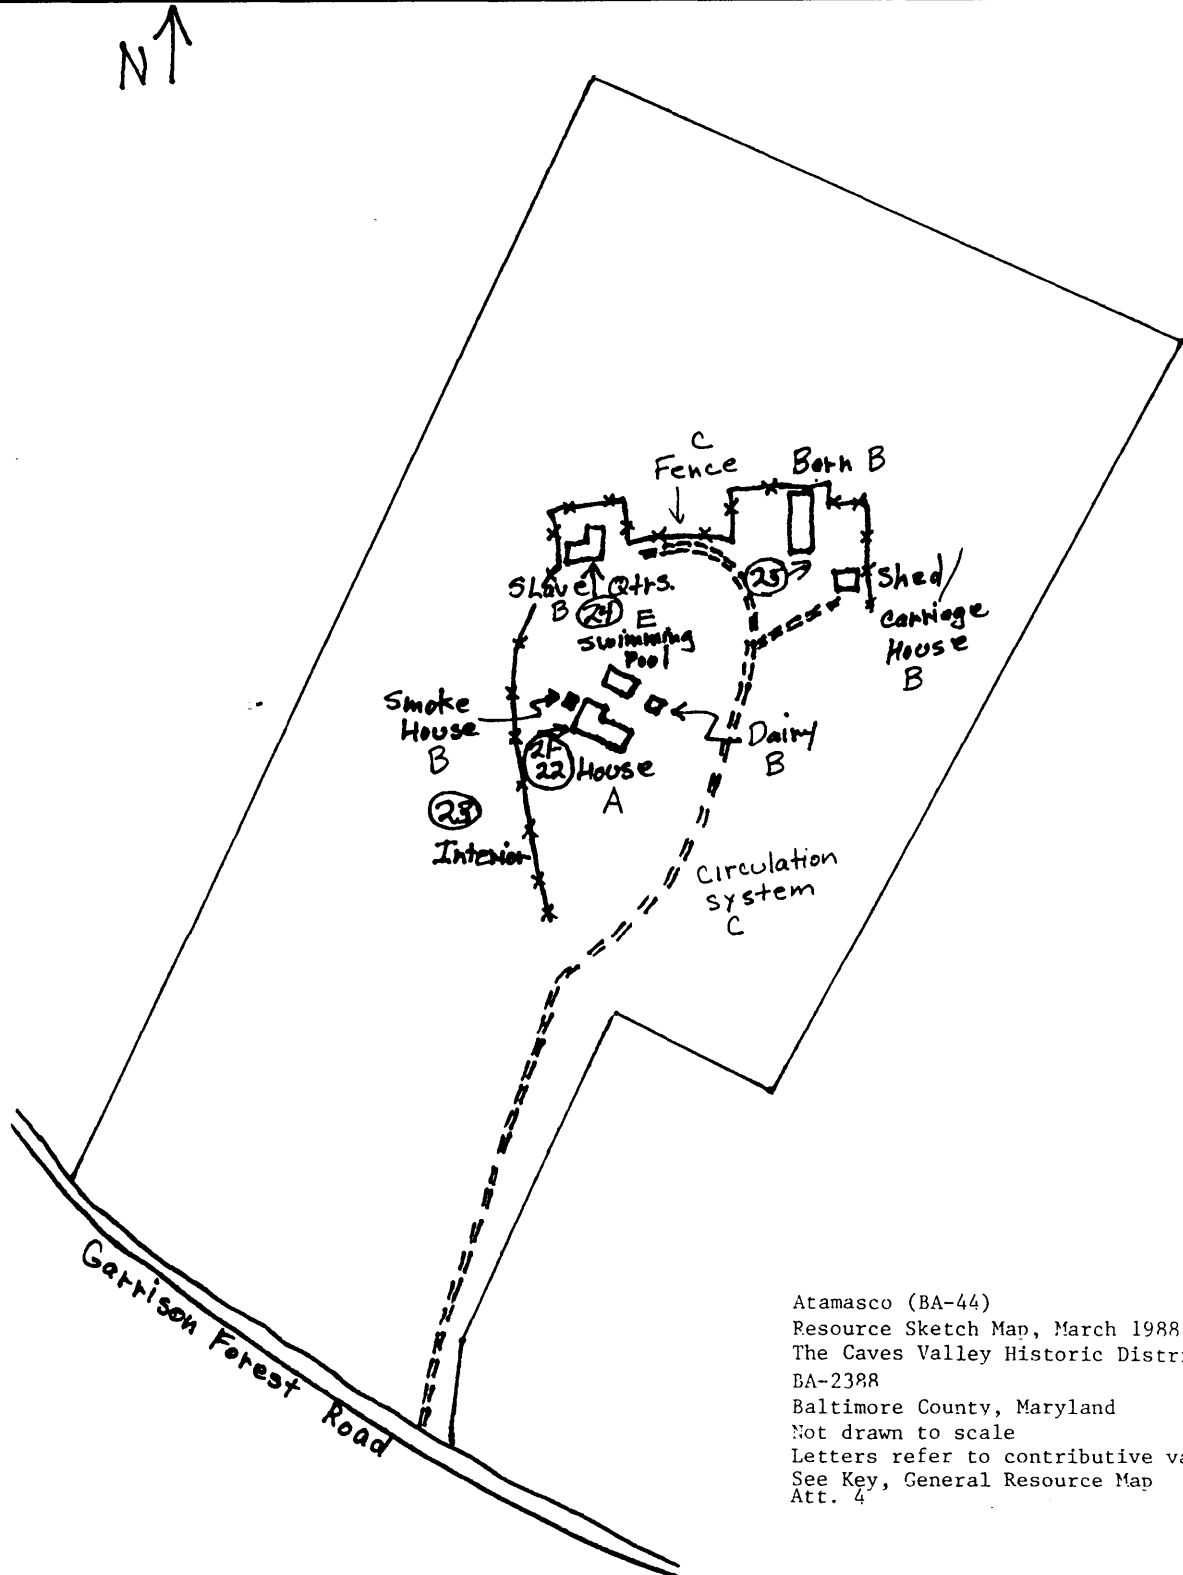 N
C
Fence
Barn B
25
Shed/
Carriage
House
B
Slave Qtrs.
B
24
E
Swimming
Pool
Smoke
House
B
21-
22
House
A
Dairy
B
23
Interior
Circulation
system
C
Garrison Forest Road
Atamasco (BA-44)
Resource Sketch Map, March 1988
The Caves Valley Historic Distri
BA-2388
Baltimore County, Maryland
Not drawn to scale
Letters refer to contributive va
See Key, General Resource Map
Att. 4